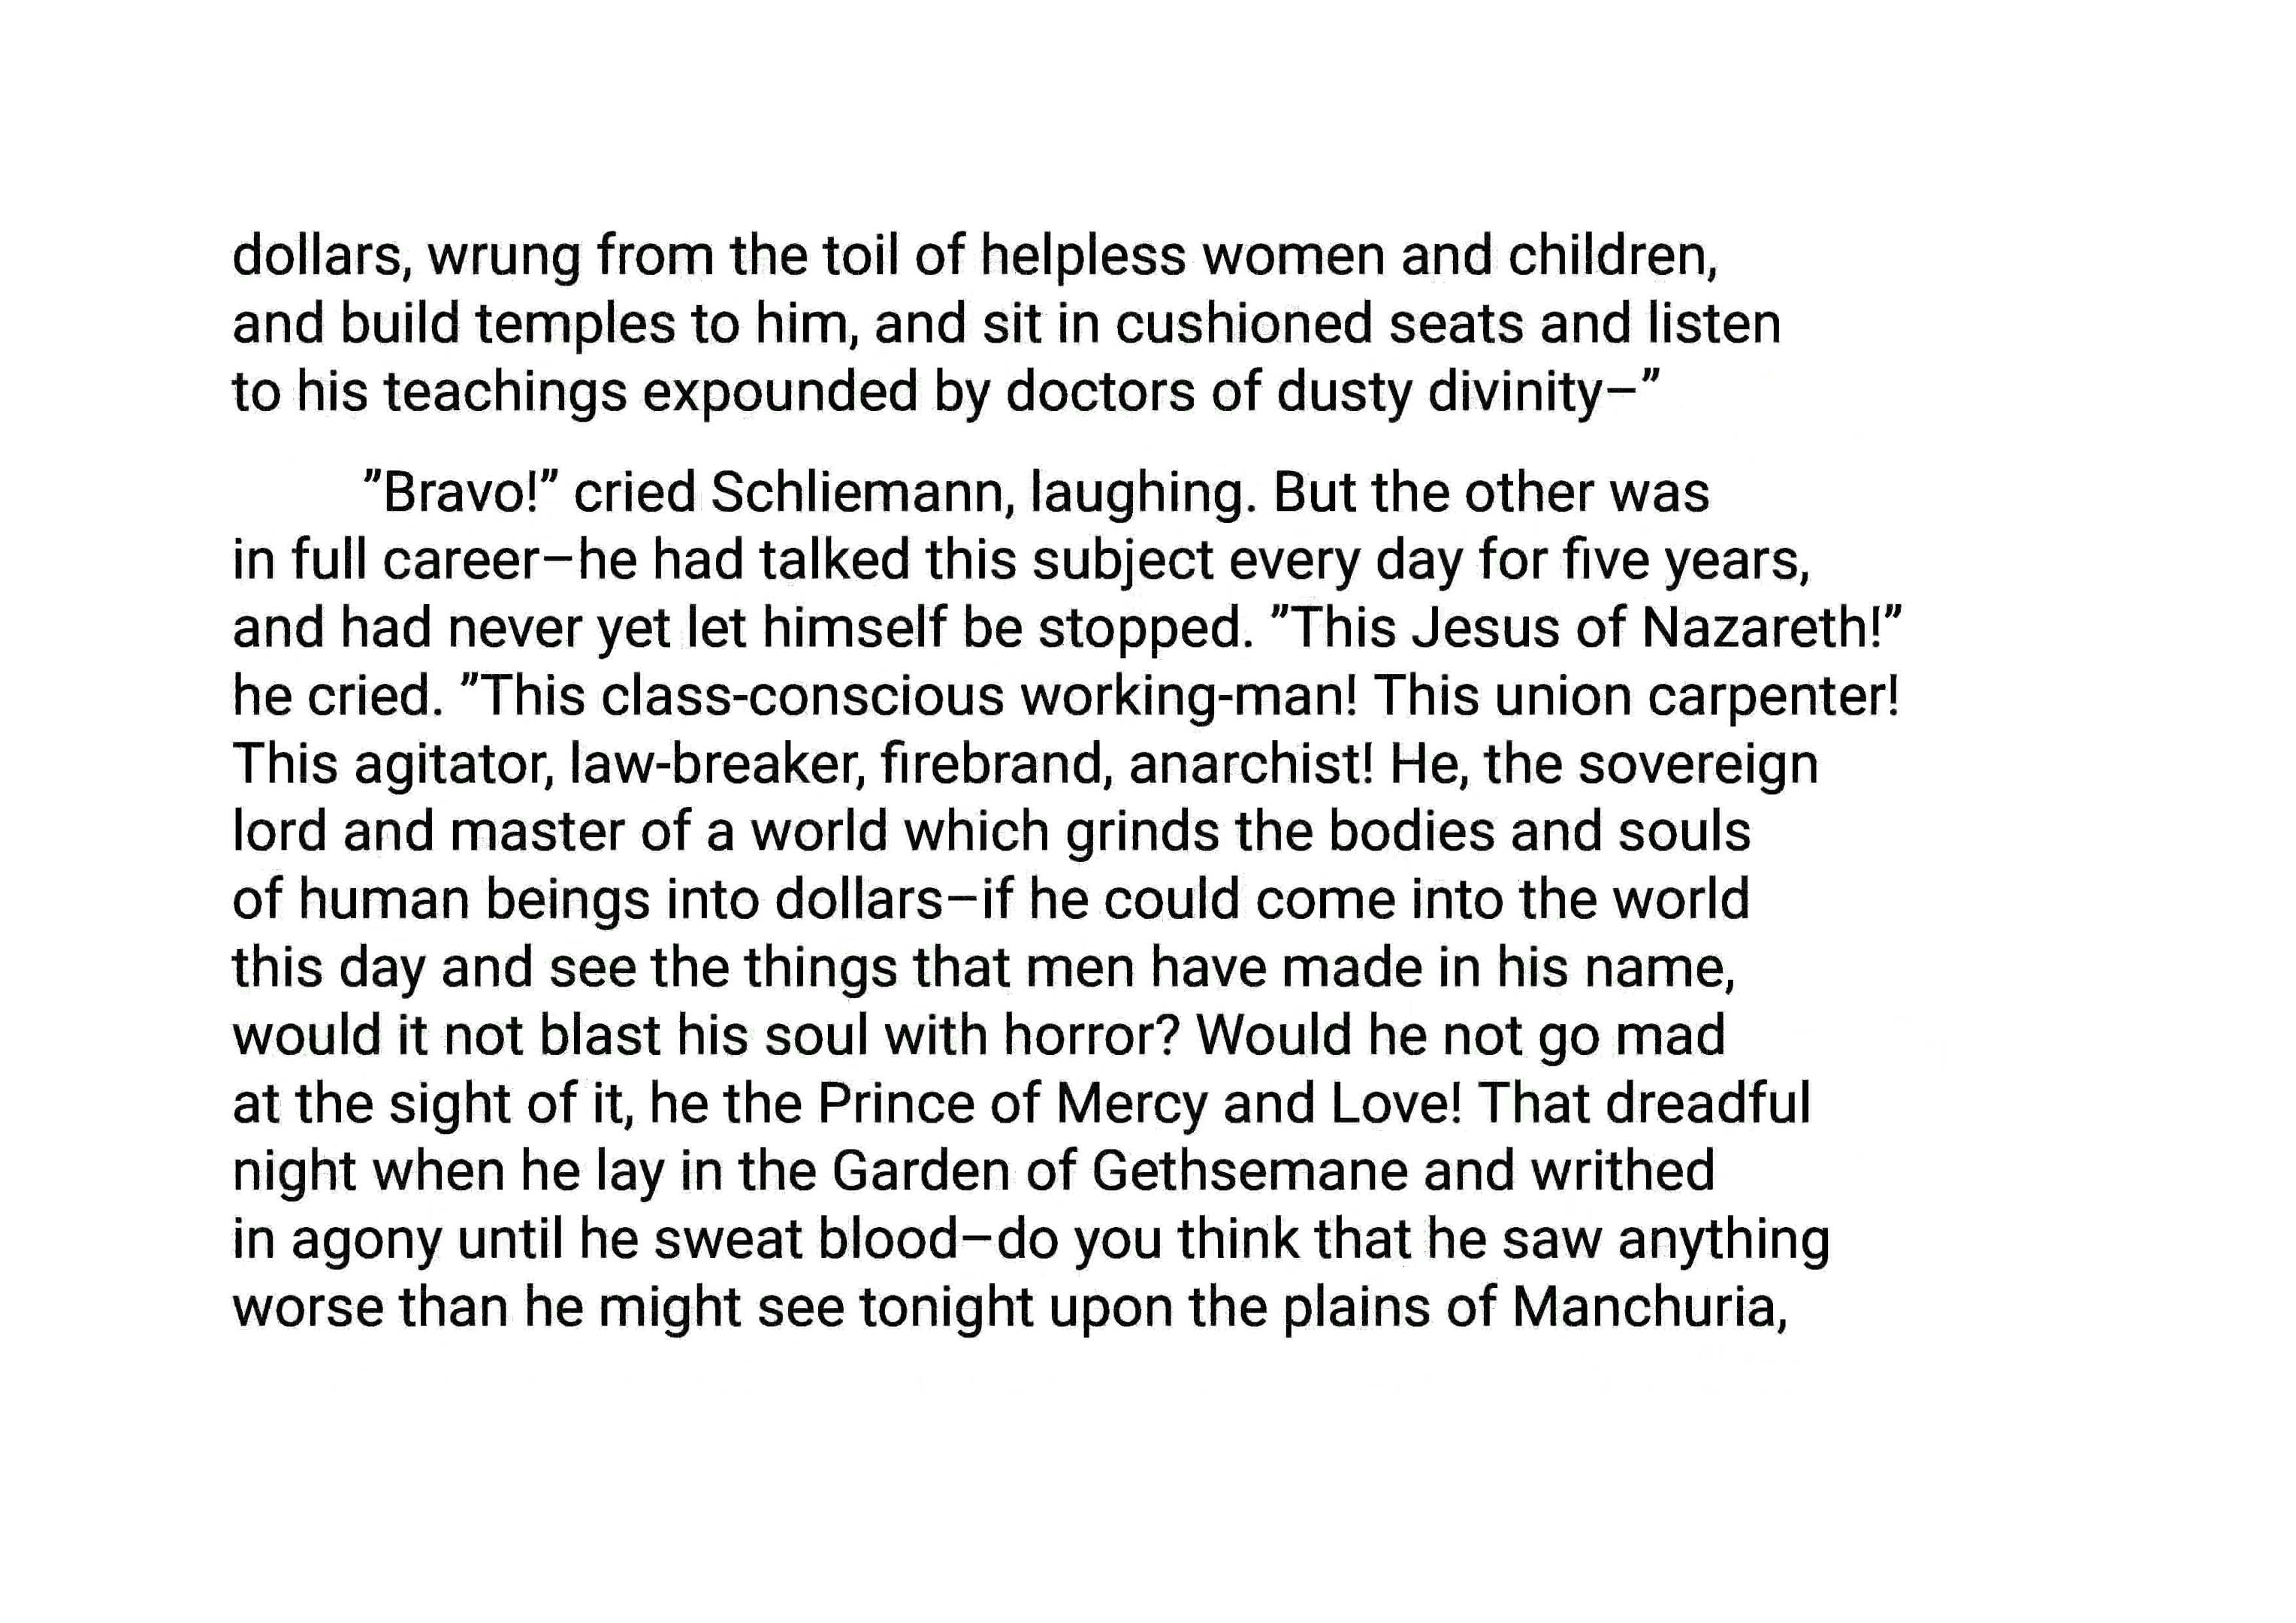 dollars, wrung from the toil of helpless women and children,
and build temples to him, and sit in cushioned seats and listen
to his teachings expounded by doctors of dusty divinity–”
”Bravo!” cried Schliemann, laughing. But the other was
in full career–he had talked this subject every day for five years,
and had never yet let himself be stopped. ”This Jesus of Nazareth!”
he cried. ”This class-conscious working-man! This union carpenter!
This agitator, law-breaker, firebrand, anarchist! He, the sovereign
lord and master of a world which grinds the bodies and souls
of human beings into dollars–if he could come into the world
this day and see the things that men have made in his name,
would it not blast his soul with horror? Would he not go mad
at the sight of it, he the Prince of Mercy and Love! That dreadful
night when he lay in the Garden of Gethsemane and writhed
in agony until he sweat blood–do you think that he saw anything
worse than he might see tonight upon the plains of Manchuria,